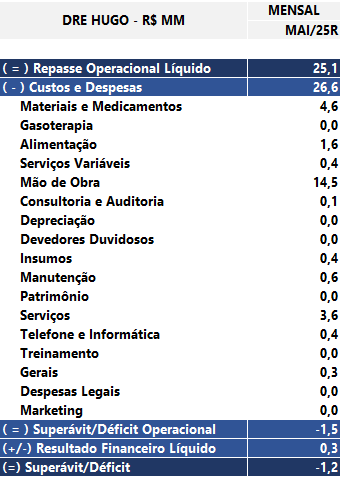 DRE HUGO - R$ MM MENSAL
MAI/25R
( = ) Repasse Operacional Líquido 25,1
( - ) Custos e Despesas 26,6
Materiais e Medicamentos 4,6
Gasoterapia 0,0
Alimentação 1,6
Serviços Variáveis 0,4
Mão de Obra 14,5
Consultoria e Auditoria 0,1
Depreciação 0,0
Devedores Duvidosos 0,0
Insumos 0,4
Manutenção 0,6
Patrimônio 0,0
Serviços 3,6
Telefone e Informática 0,4
Treinamento 0,0
Gerais 0,3
Despesas Legais 0,0
Marketing 0,0
( = ) Superávit/Déficit Operacional -1,5
(+/-) Resultado Financeiro Líquido 0,3
(=) Superávit/Déficit -1,2